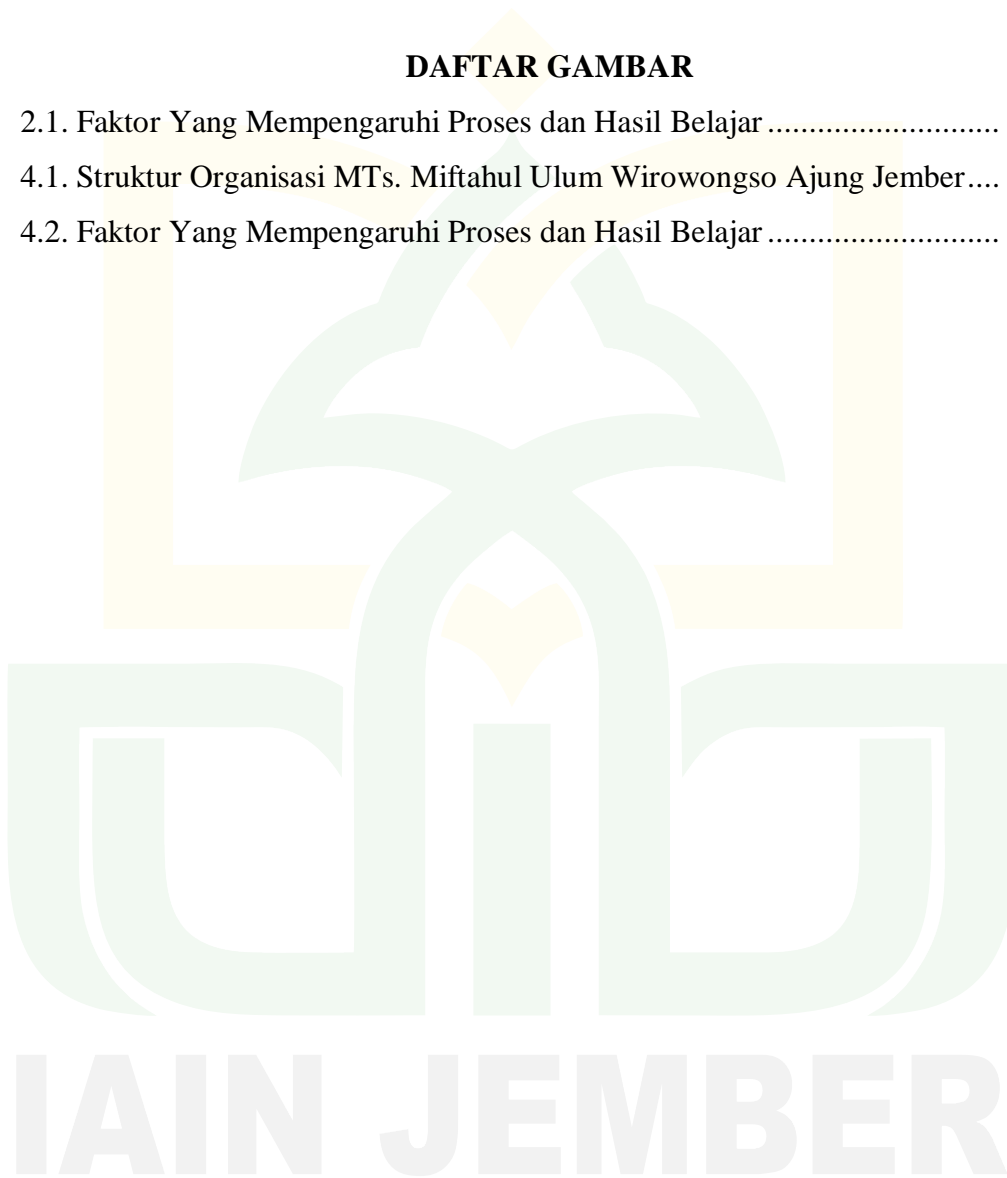 DAFTAR GAMBAR
2.1. Faktor Yang Mempengaruhi Proses dan Hasil Belajar ............................
4.1. Struktur Organisasi MTs. Miftahul Ulum Wirowongso Ajung Jember....
4.2. Faktor Yang Mempengaruhi Proses dan Hasil Belajar ............................
IAIN JEMBER